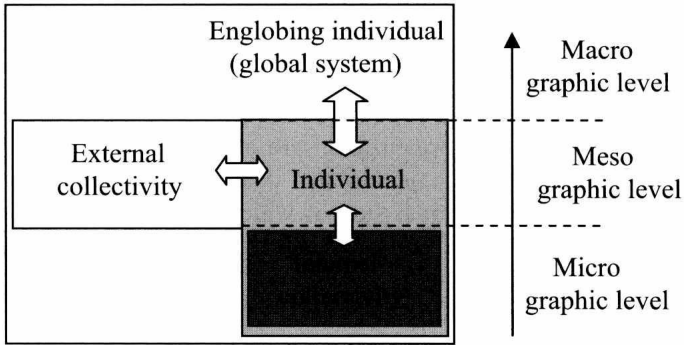 Englobing individual
(global system)
Macro
graphic level
External
collectivity
Individual
Meso
graphic level
Micro
graphic level